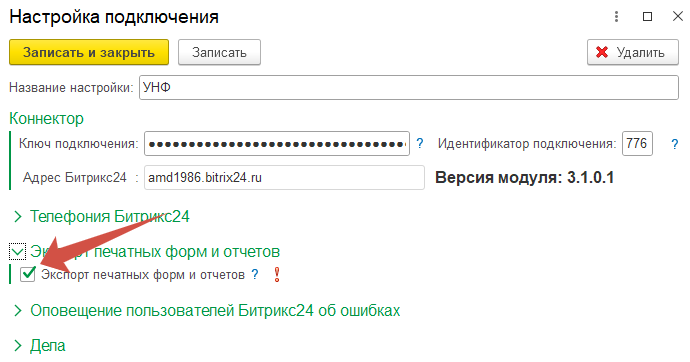 Настройка подключения
Записать и закрыть Записать Удалить
Название настройки: УНФ
Коннектор
Ключ подключения: ? Идентификатор подключения: 776 ?
Адрес Битрикс24 : amd1986.bitrix24.ru Версия модуля: 3.1.0.1
Телефония Битрикс24
Экспорт печатных форм и отчетов
Экспорт печатных форм и отчетов ? !
Оповещение пользователей Битрикс24 об ошибках
Дела